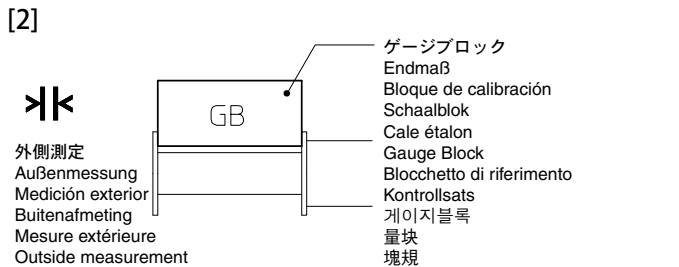 [2]
GB
外側測定
Außenmessung
Medición exterior
Buitenafmeting
Mesure extérieure
Outside measurement
ゲージブロック
Endmaß
Bloque de calibración
Schaalblok
Cale étalon
Gauge Block
Blocchetto di riferimento
Kontrollsats
게이지블록
量块
塊規